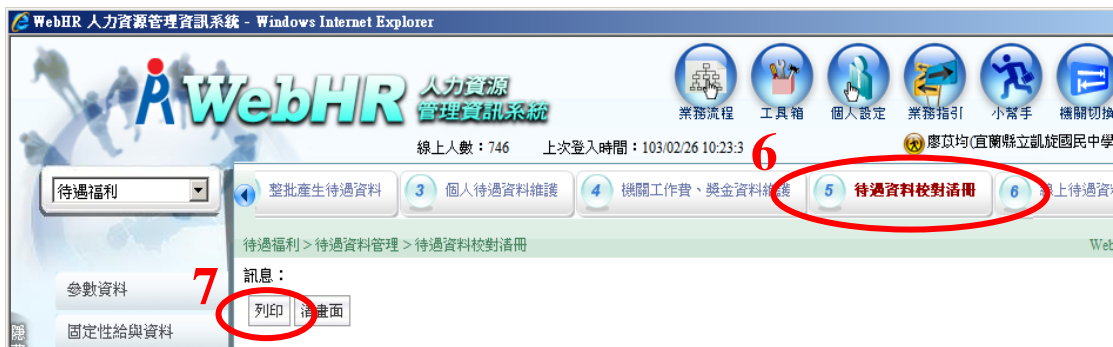 WebHR 人力資源管理資訊系統 - Windows Internet Explorer
WebHR 人力資源
管理資訊系統
業務流程 工具箱 個人設定 業務指引 小幫手 機關切換
線上人數：746 上次登入時間：103/02/26 10:23:3
廖苡均(宜蘭縣立凱旋國民中學
6
待遇福利
整批產生待遇資料 3 個人待遇資料維護 4 機關工作費、獎金資料維護 5 待遇資料校對清冊 6 線上待遇資料
待遇福利>待遇資料管理>待遇資料校對清冊 Web
訊息：
7
列印 清畫面
參數資料
固定性給與資料
隱